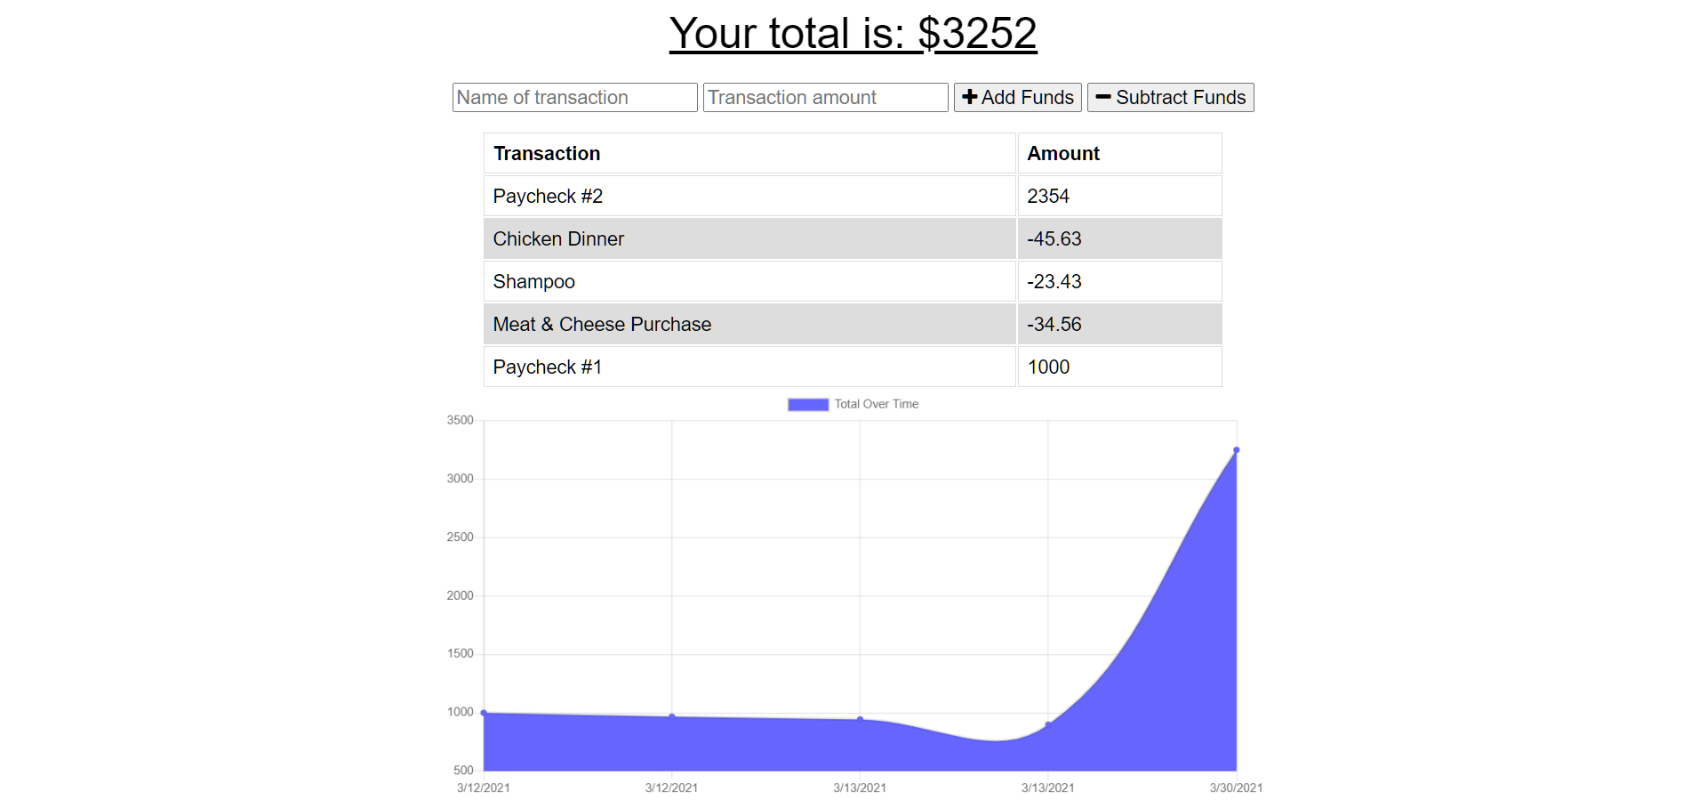 Your total is: $3252
Name of transaction Transaction amount Add Funds Subtract Funds
Transaction Amount
Paycheck #2 2354
Chicken Dinner -45.63
Shampoo -23.43
Meat & Cheese Purchase -34.56
Paycheck #1 1000
Total Over Time
3500
3000
2500
2000
1500
1000
500
3/12/2021 3/12/2021 3/13/2021 3/13/2021 3/30/2021